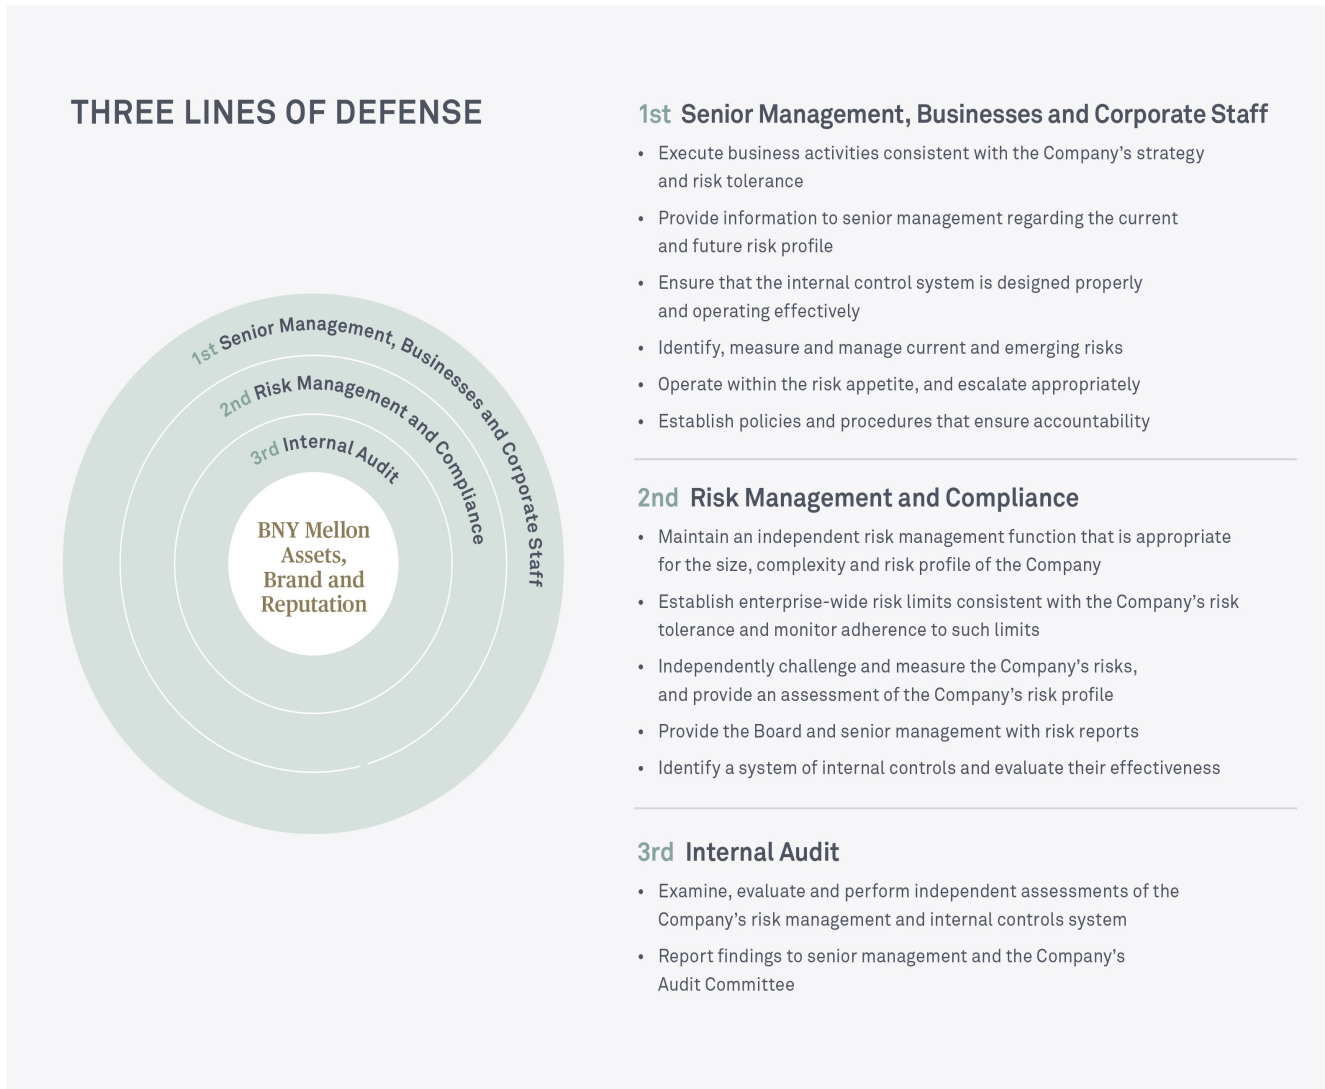 THREE LINES OF DEFENSE
1st Senior Management, Businesses and Corporate Staff
2nd Risk Management and Compliance
3rd Internal Audit
BNY Mellon
Assets,
Brand and
Reputation
1st Senior Management, Businesses and Corporate Staff
• Execute business activities consistent with the Company’s strategy
and risk tolerance
• Provide information to senior management regarding the current
and future risk profile
• Ensure that the internal control system is designed properly
and operating effectively
• Identify, measure and manage current and emerging risks
• Operate within the risk appetite, and escalate appropriately
• Establish policies and procedures that ensure accountability
2nd Risk Management and Compliance
• Maintain an independent risk management function that is appropriate
for the size, complexity and risk profile of the Company
• Establish enterprise-wide risk limits consistent with the Company’s risk
tolerance and monitor adherence to such limits
• Independently challenge and measure the Company’s risks,
and provide an assessment of the Company’s risk profile
• Provide the Board and senior management with risk reports
• Identify a system of internal controls and evaluate their effectiveness
3rd Internal Audit
• Examine, evaluate and perform independent assessments of the
Company’s risk management and internal controls system
• Report findings to senior management and the Company’s
Audit Committee